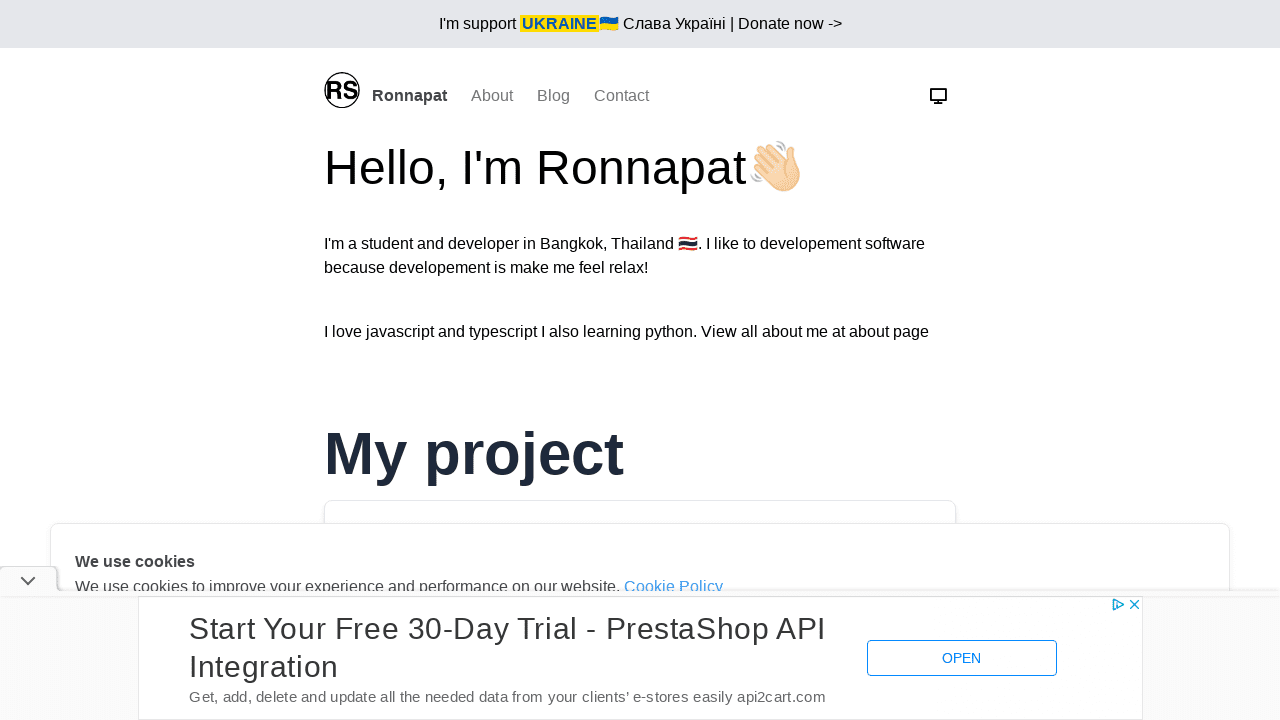 I'm support UKRAINE🇺🇦 Слава Україні | Donate now ->
RS Ronnapat About Blog Contact
Hello, I'm Ronnapat👋🏻
I'm a student and developer in Bangkok, Thailand 🇹🇭. I like to developement software
because developement is make me feel relax!
I love javascript and typescript I also learning python. View all about me at about page
My project
We use cookies
We use cookies to improve your experience and performance on our website. Cookie Policy
Start Your Free 30-Day Trial - PrestaShop API
Integration
Get, add, delete and update all the needed data from your clients' e-stores easily api2cart.com
OPEN